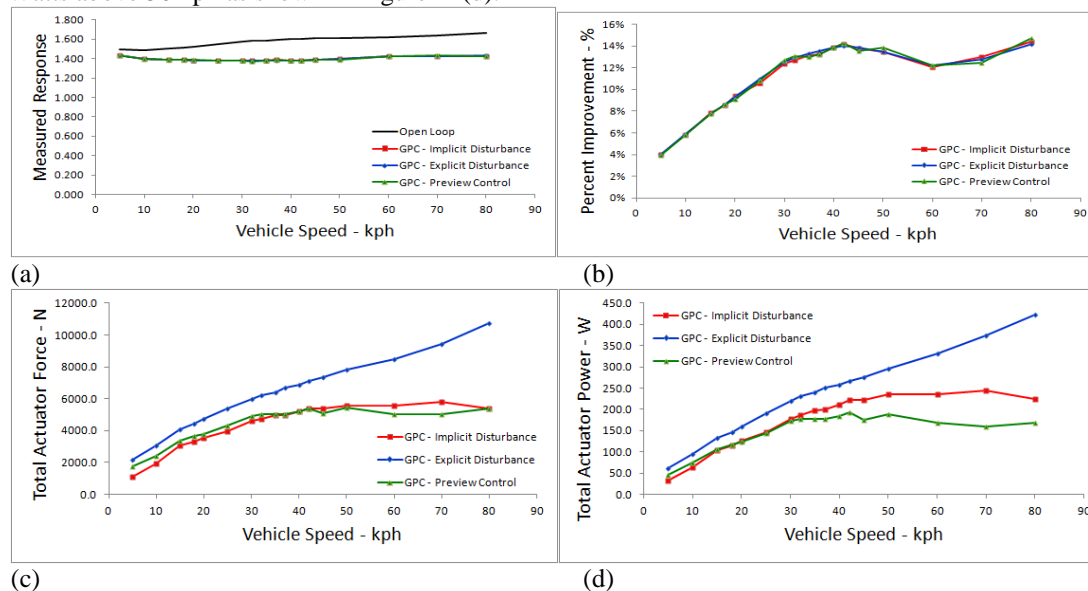 Watts above kph as shown in Figure
1.800
1.600
1.400
1.200
1.000
0.800
0.600
0.400
0.200
0.000
Measured Response
Open Loop
GPC - Implicit Disturbance
GPC - Explicit Disturbance
GPC - Preview Control
0 10 20 30 40 50 60 70 80 90
Vehicle Speed - kph
(a)
16%
14%
12%
10%
8%
6%
4%
2%
0%
Percent Improvement - %
GPC - Implicit Disturbance
GPC - Explicit Disturbance
GPC - Preview Control
0 10 20 30 40 50 60 70 80 90
Vehicle Speed - kph
(b)
12000.0
10000.0
8000.0
6000.0
4000.0
2000.0
0.0
Total Actuator Force - N
GPC - Implicit Disturbance
GPC - Explicit Disturbance
GPC - Preview Control
0 10 20 30 40 50 60 70 80 90
Vehicle Speed - kph
(c)
450.0
400.0
350.0
300.0
250.0
200.0
150.0
100.0
50.0
0.0
Total Actuator Power - W
GPC - Implicit Disturbance
GPC - Explicit Disturbance
GPC - Preview Control
0 10 20 30 40 50 60 70 80 90
Vehicle Speed - kph
(d)